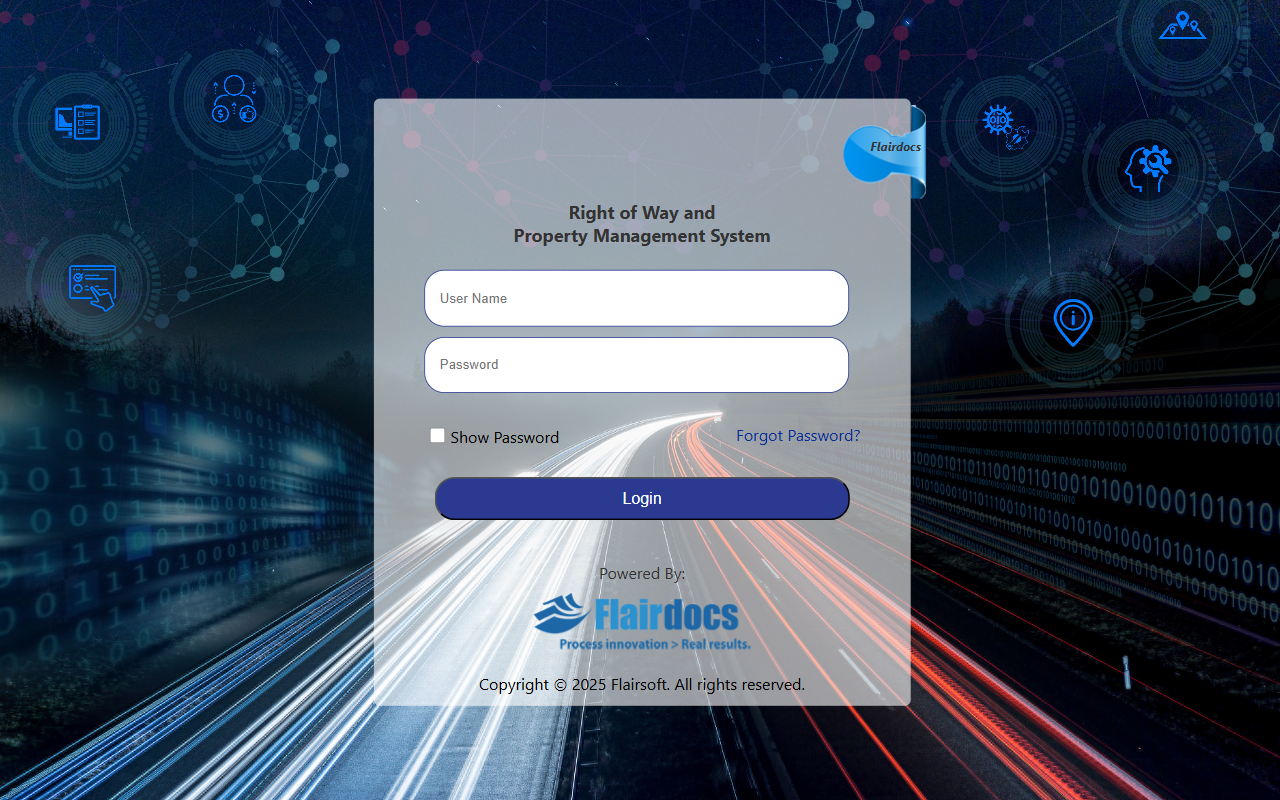 Flairdocs
Right of Way and
Property Management System
User Name
Password
Show Password
Forgot Password?
Login
Powered By:
Flairdocs
Process innovation > Real results.
Copyright © 2025 Flairsoft. All rights reserved.